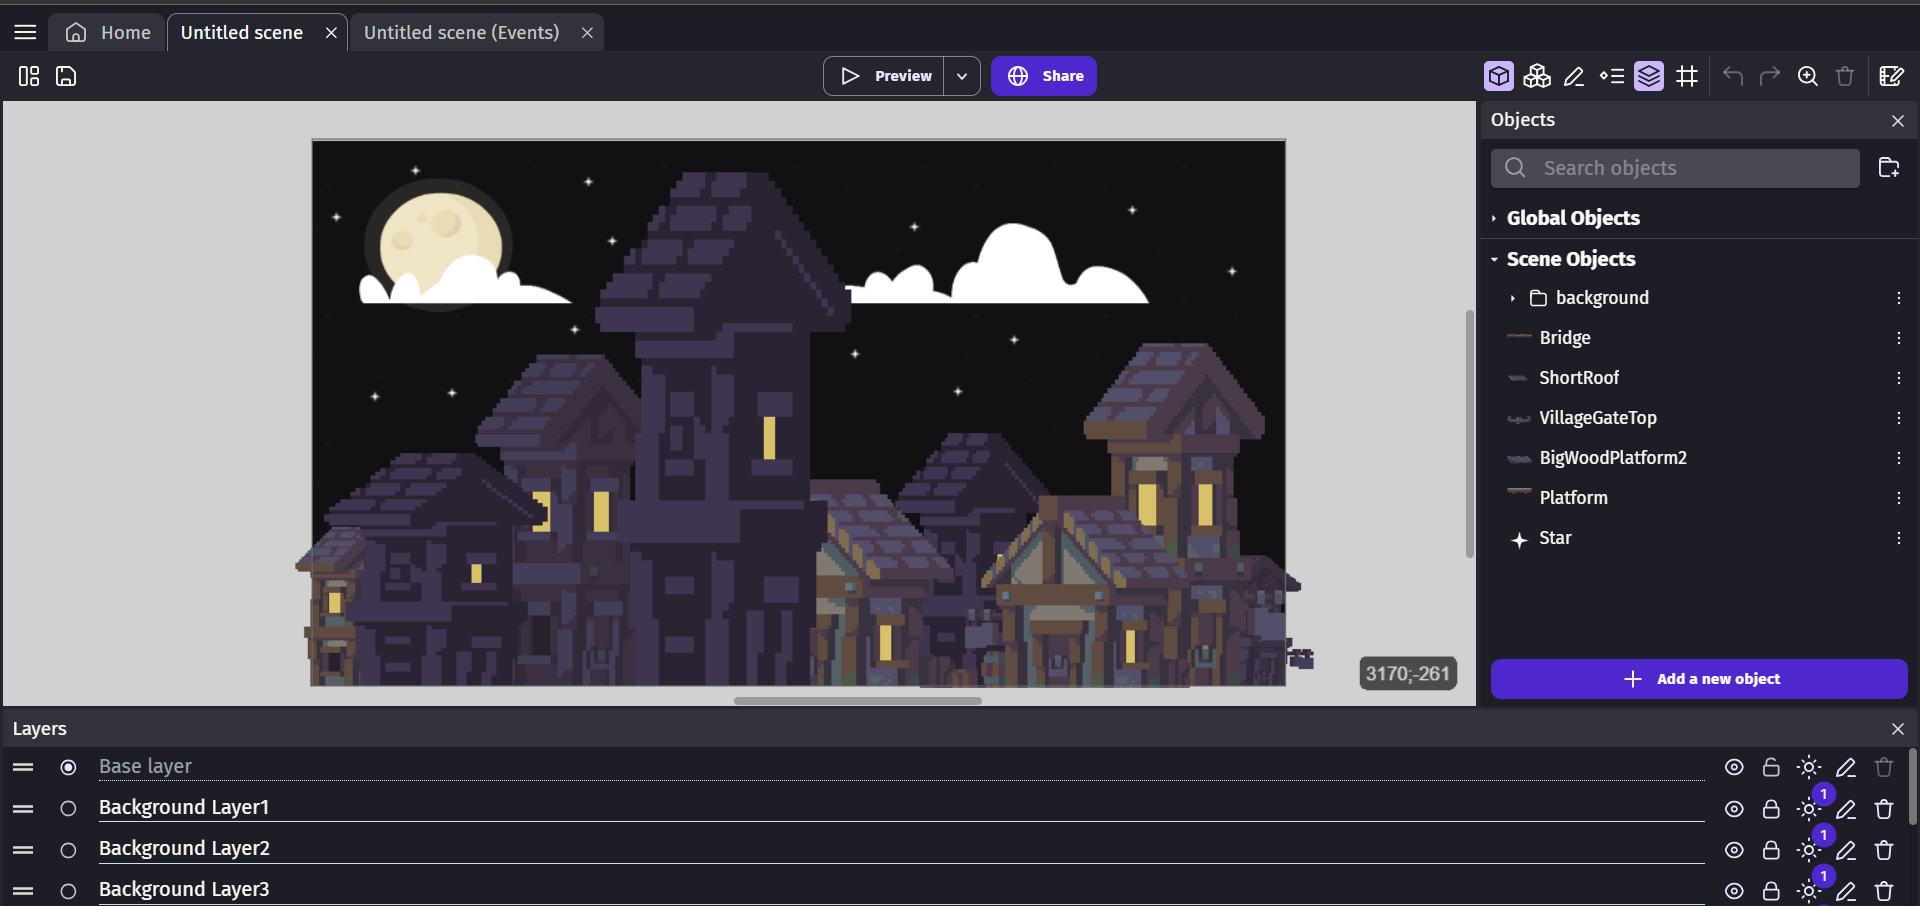 Home
Untitled scene
Untitled scene (Events)
Preview
Share
Objects
Search objects
Global Objects
Scene Objects
background
Bridge
ShortRoof
VillageGateTop
BigWoodPlatform2
Platform
Star
3170;-261
Add a new object
Layers
Base layer
Background Layer1
1
Background Layer2
1
Background Layer3
1